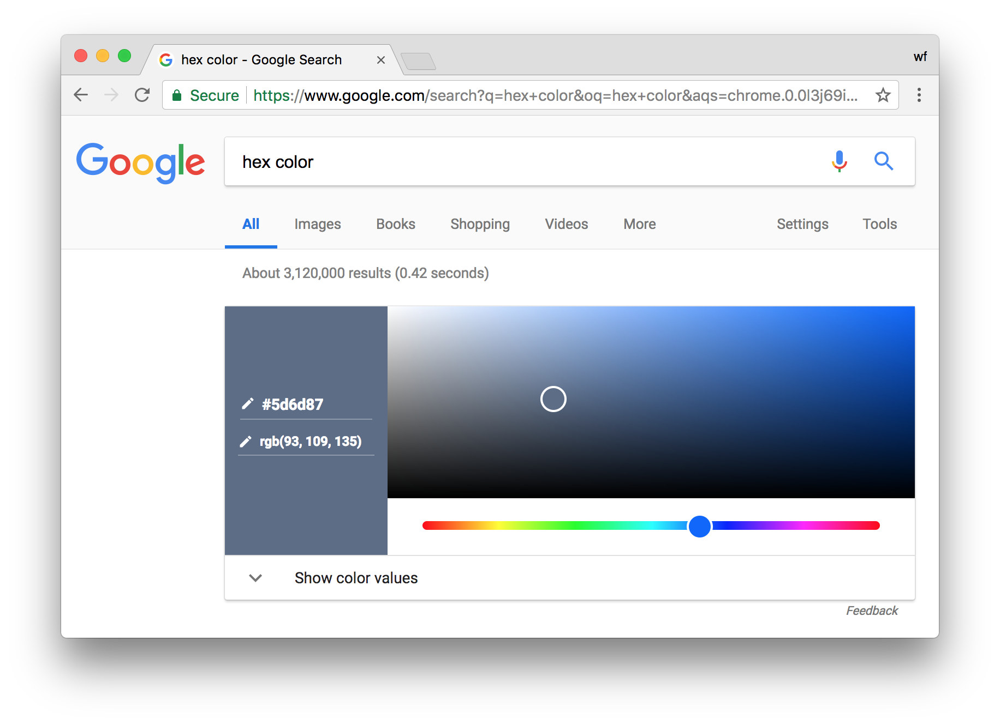 hex color - Google Search
wf
Secure https://www.google.com/search?q=hex+color&oq=hex+color&aqs=chrome.0.0l3j69i...
Google
hex color
All Images Books Shopping Videos More Settings Tools
About 3,120,000 results (0.42 seconds)
#5d6d87
rgb(93, 109, 135)
Show color values
Feedback